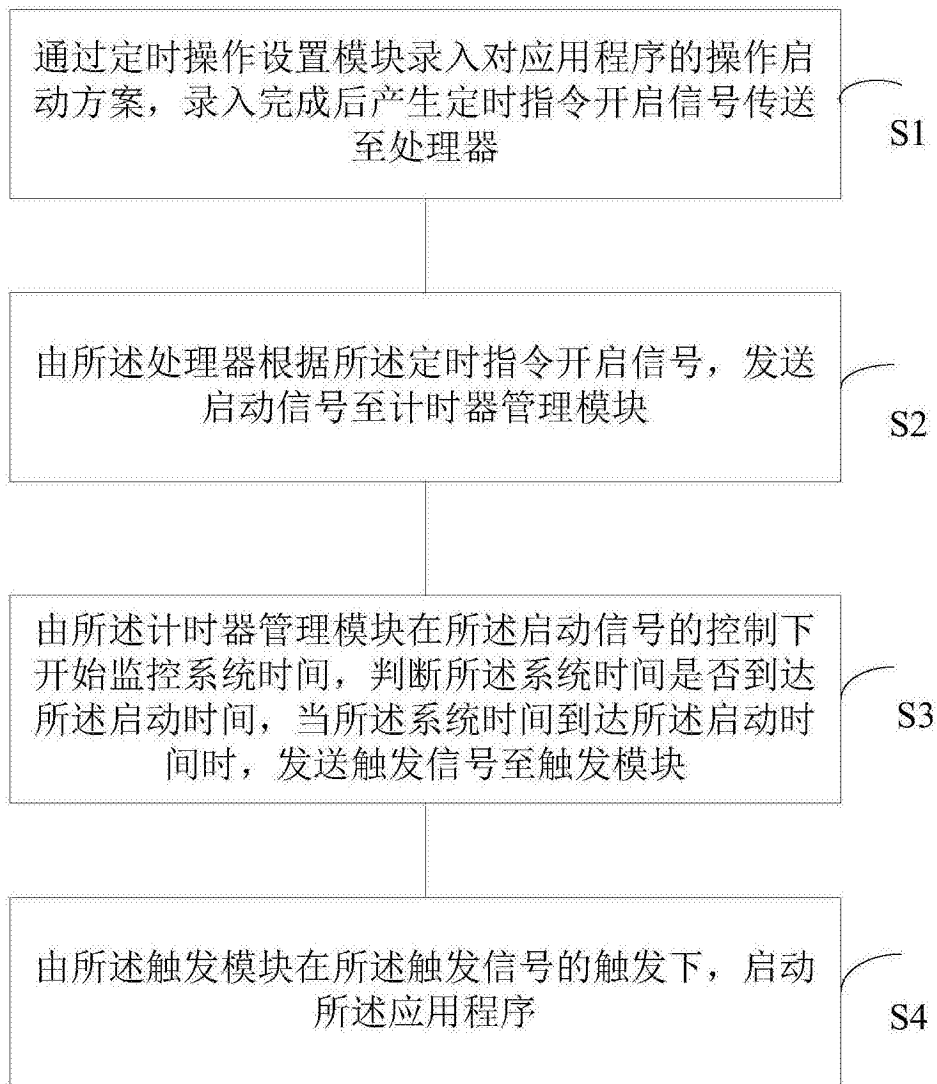 通过定时操作设置模块录入对应用程序的操作启
动方案，录入完成后产生定时指令开启信号传送
至处理器
S1
由所述处理器根据所述定时指令开启信号，发送
启动信号至计时器管理模块
S2
由所述计时器管理模块在所述启动信号的控制下
开始监控系统时间，判断所述系统时间是否到达
所述启动时间，当所述系统时间到达所述启动时
间时，发送触发信号至触发模块
S3
由所述触发模块在所述触发信号的触发下，启动
所述应用程序
S4